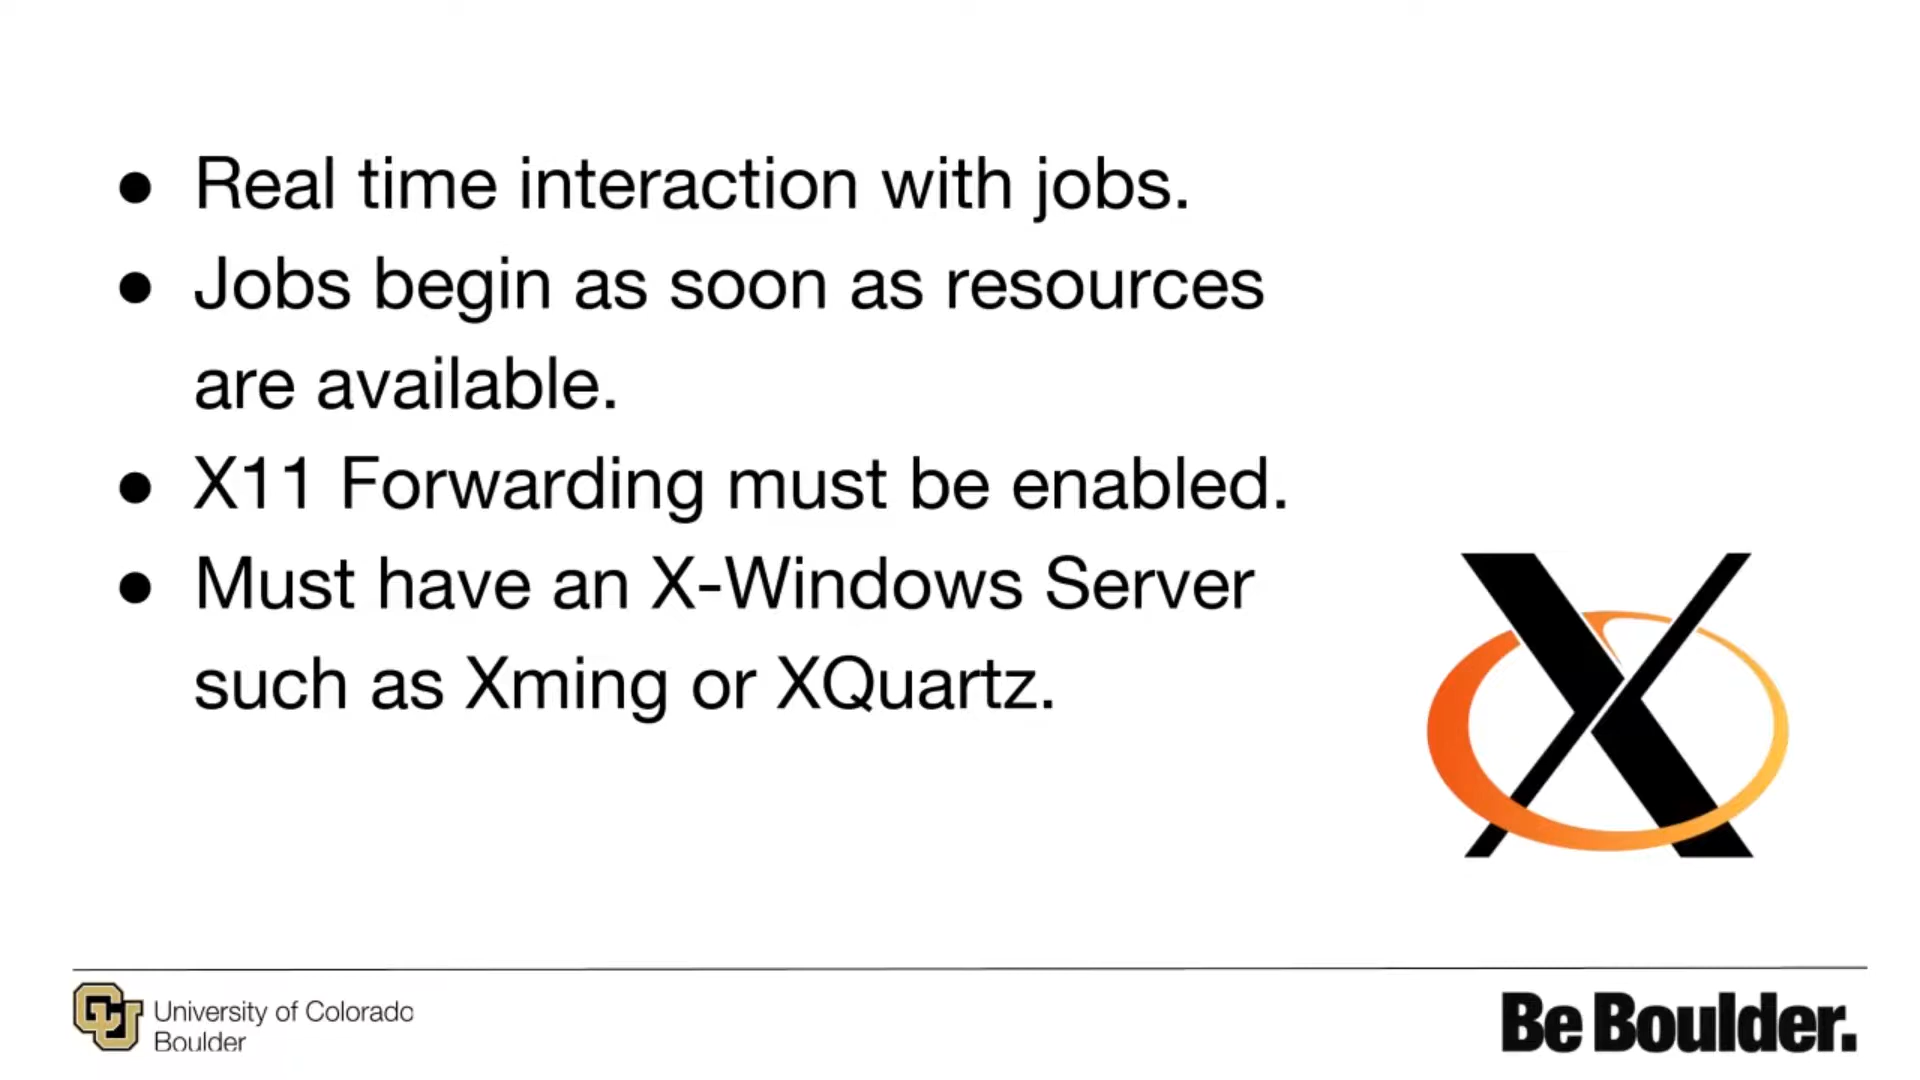 ● Real time interaction with jobs.
● Jobs begin as soon as resources
are available.
● X11 Forwarding must be enabled.
● Must have an X-Windows Server
such as Xming or XQuartz.
CU University of Colorado
Boulder
Be Boulder.